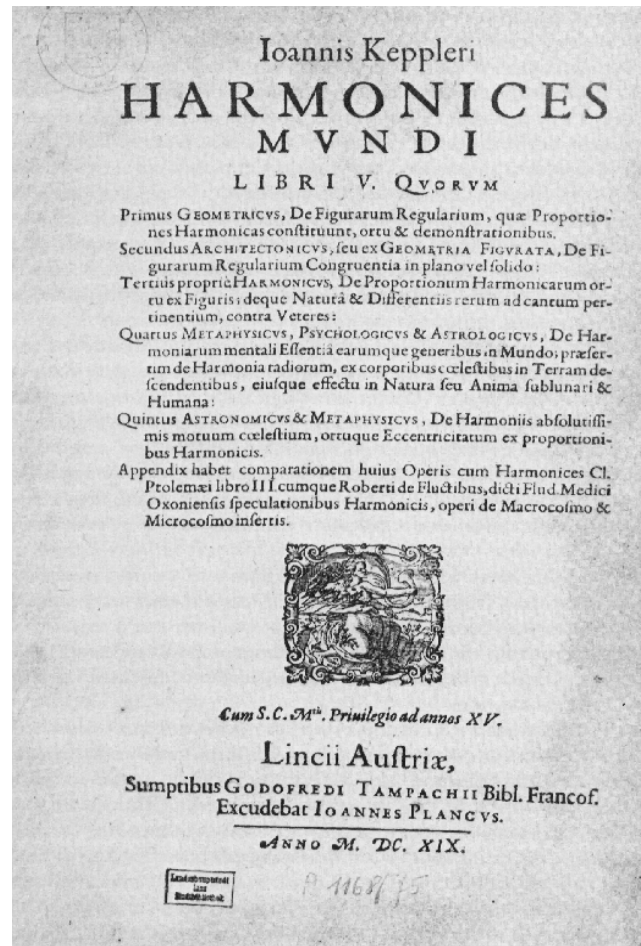 Ioannis Keppleri
HARMONICES
MVNDI
LIBRI V. QVORVM
Primus GEOMETRICVS, De Figurarum Regularium, quæ Proportio-
nes Harmonicas constituunt, ortu & demonstrationibus.
Secundus ARCHITECTONICVS, seu ex GEOMETRIA FIGVRATA, De Fi-
gurarum Regularium Congruentia in plano vel solido:
Tertius propriè HARMONICVS, De Proportionum Harmonicarum or-
tu ex Figuris; deque Naturâ & Differentiis rerum ad cantum per-
tinentium, contra Veteres:
Quartus METAPHYSICVS, PSYCHOLOGICVS & ASTROLOGICVS, De Har-
moniarum mentali Essentiâ earumque generibus in Mundo; præser-
tim de Harmonia radiorum, ex corporibus cœlestibus in Terram de-
scendentibus, eiusque effectu in Natura seu Anima sublunari &
Humana:
Quintus ASTRONOMICVS & METAPHYSICVS, De Harmoniis absolutissi-
mis motuum cœlestium, ortuque Eccentricitatum ex proportioni-
bus Harmonicis.
Appendix habet comparationem huius Operis cum Harmonices Cl.
Ptolemæi libro III. cumque Roberti de Fluctibus, dicti Flud. Medici
Oxoniensis speculationibus Harmonicis, operi de Macrocosmo &
Microcosmo insertis.
Cum S. C. Mtis. Priuilegio ad annos XV.
Lincii Austriæ,
Sumptibus GODOFREDI TAMPACHII Bibl. Francof.
Excudebat IOANNES PLANCVS.
ANNO M. DC. XIX.